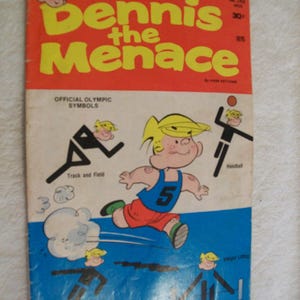 Dennis
the
Menace
30¢
OFFICIAL OLYMPIC
SYMBOLS
Track and Field
Handball
5